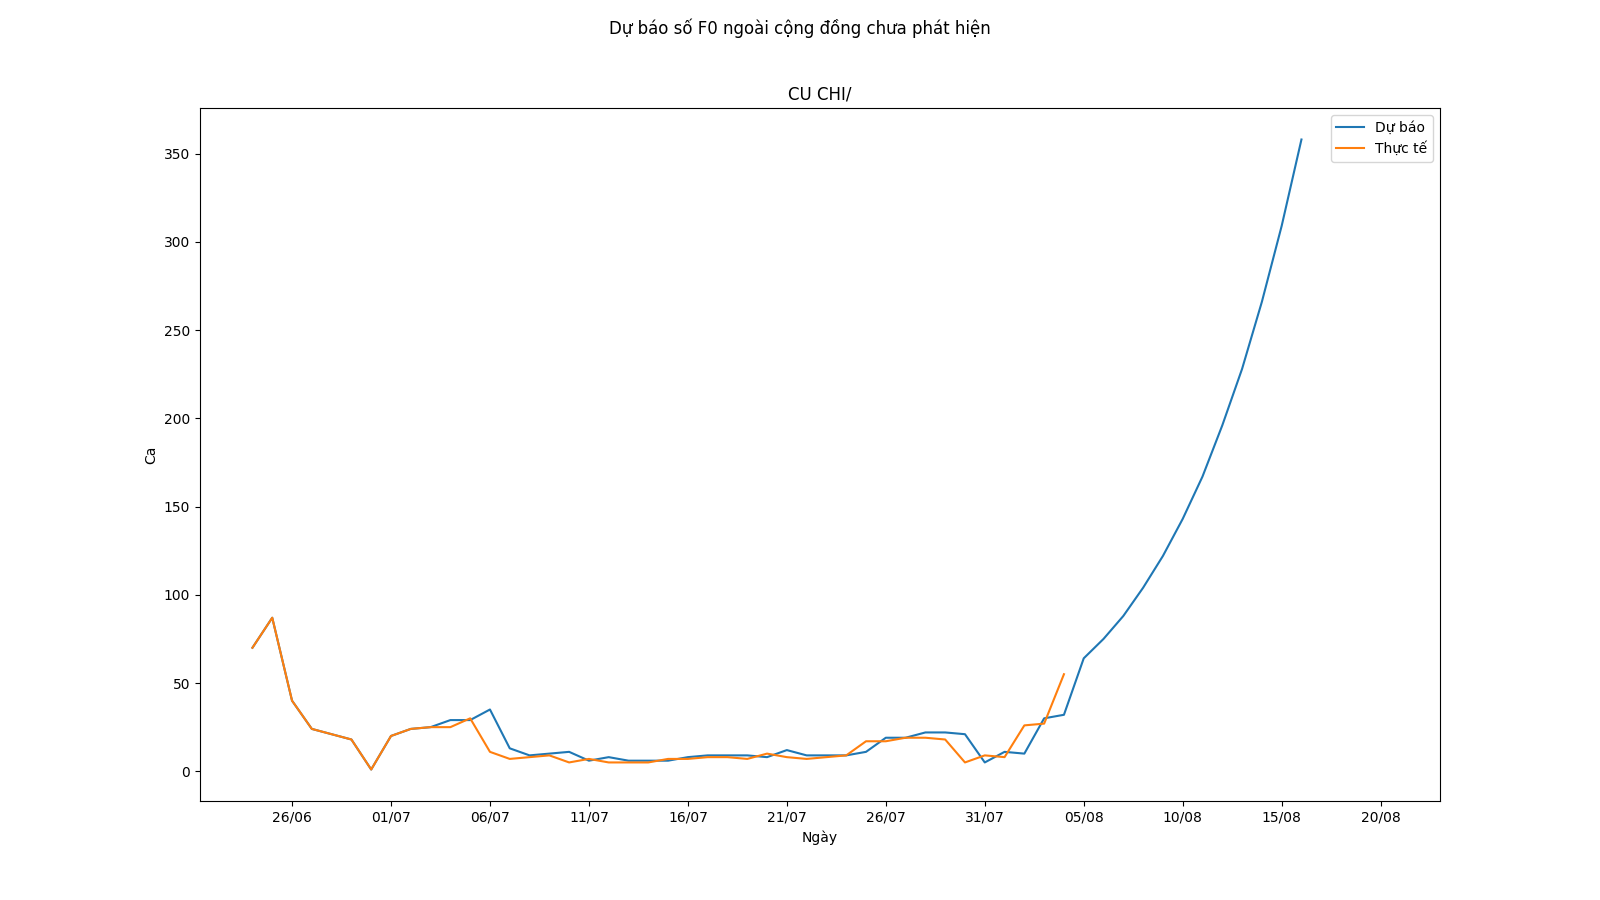 Dự báo số F0 ngoài cộng đồng chưa phát hiện
CU CHI/
Dự báo
Thực tế
350
300
250
200
150
100
50
0
Ca
26/06 01/07 06/07 11/07 16/07 21/07 26/07 31/07 05/08 10/08 15/08 20/08
Ngày